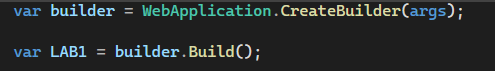 var builder = WebApplication.CreateBuilder(args);
var LAB1 = builder.Build();